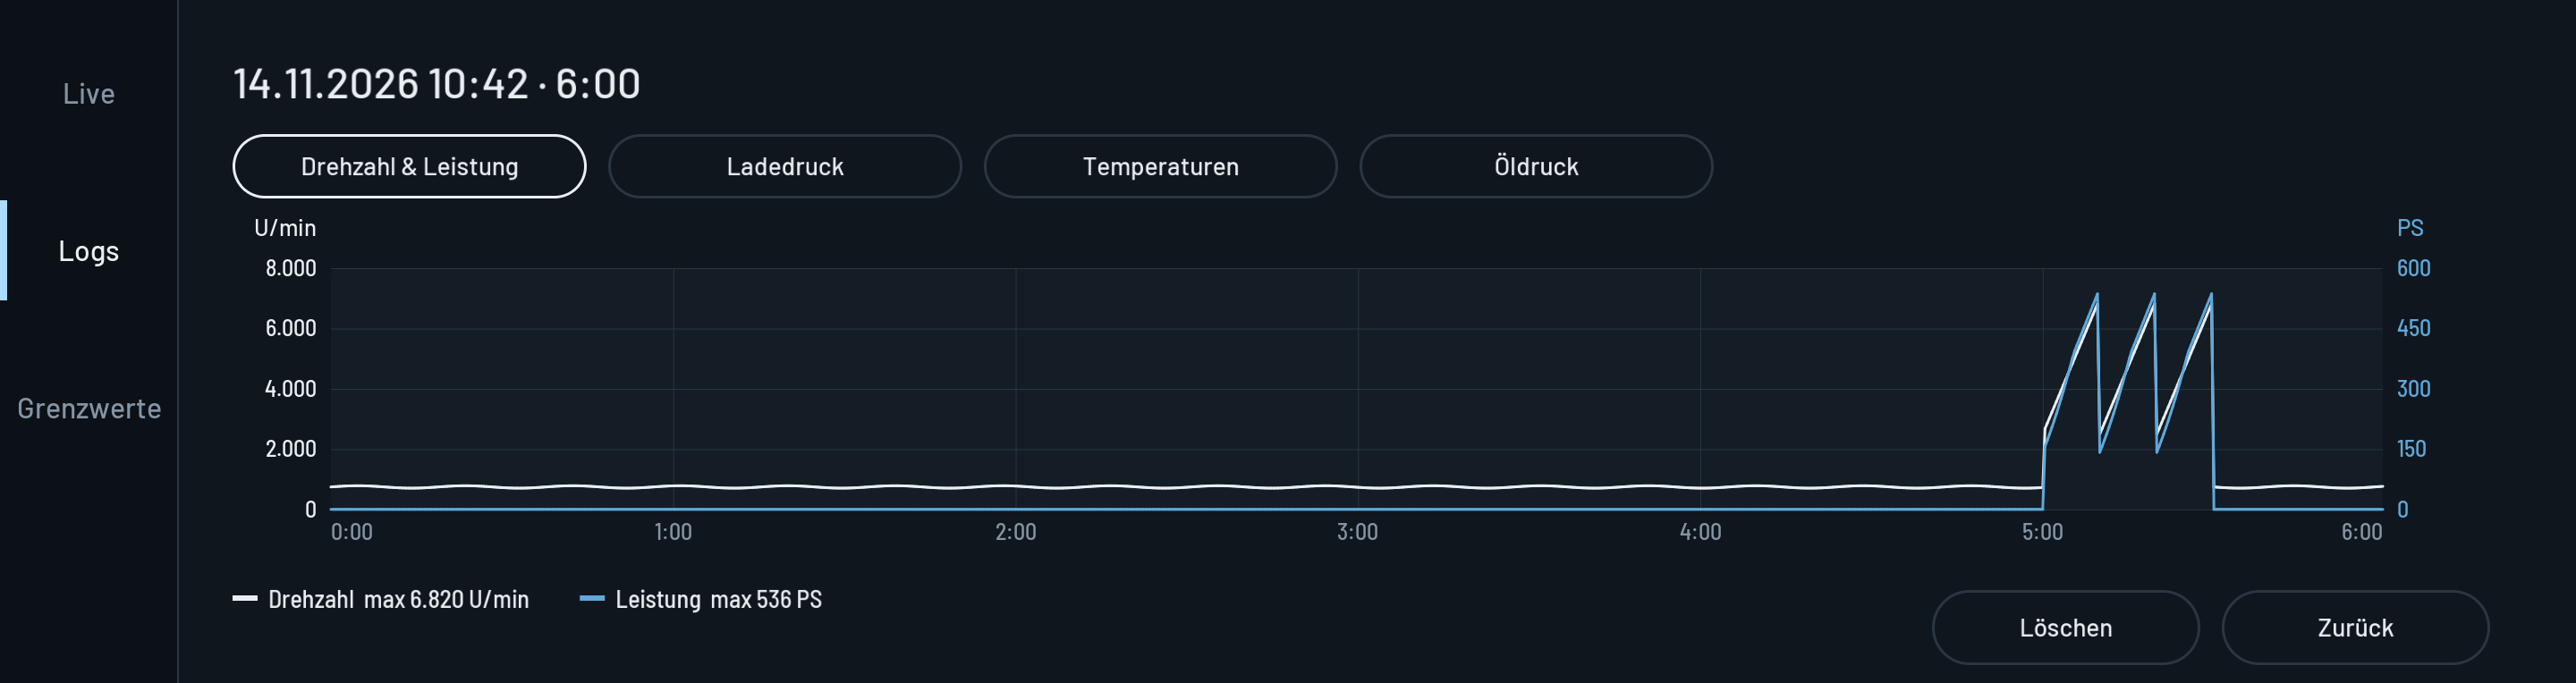 Live
Logs
Grenzwerte
14.11.2026 10:42 · 6:00
Drehzahl & Leistung
Ladedruck
Temperaturen
Öldruck
U/min
PS
8.000
600
6.000
450
4.000
300
2.000
150
0
0
0:00
1:00
2:00
3:00
4:00
5:00
6:00
Drehzahl max 6.820 U/min
Leistung max 536 PS
Löschen
Zurück